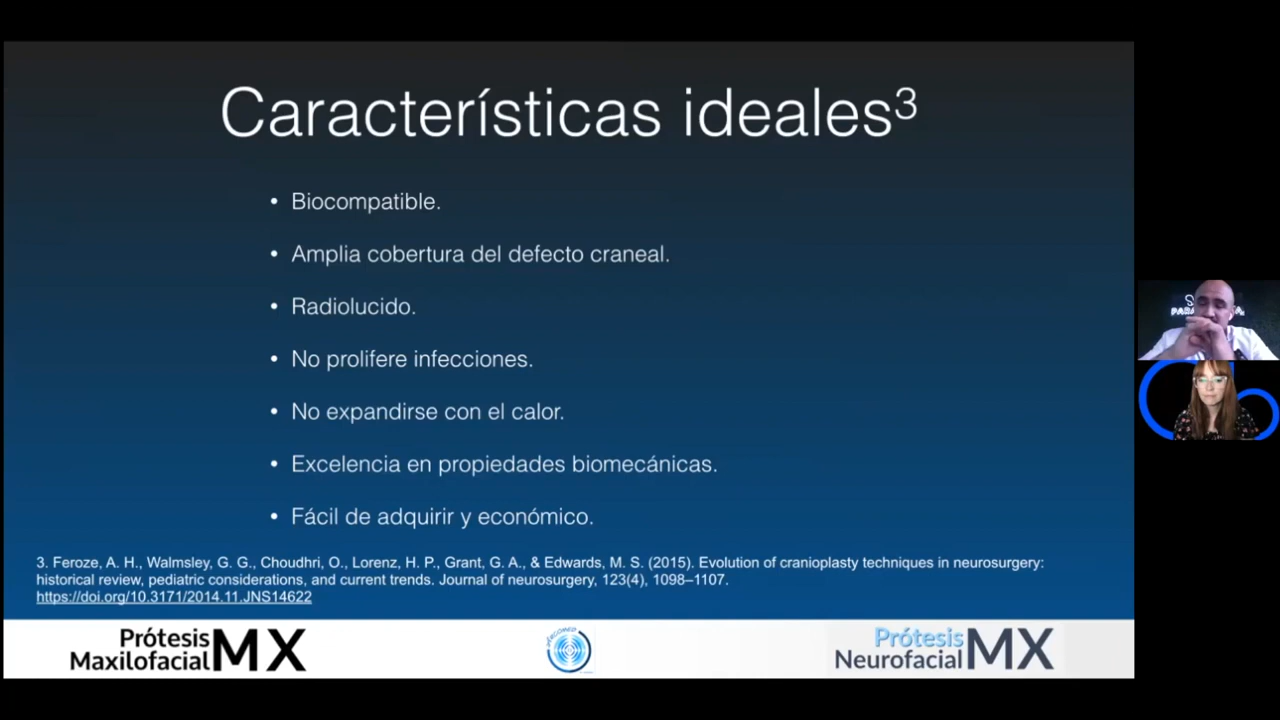 Características ideales³
• Biocompatible.
• Amplia cobertura del defecto craneal.
• Radiolucido.
• No prolifere infecciones.
• No expandirse con el calor.
• Excelencia en propiedades biomecánicas.
• Fácil de adquirir y económico.
3. Feroze, A. H., Walmsley, G. G., Choudhri, O., Lorenz, H. P., Grant, G. A., & Edwards, M. S. (2015). Evolution of cranioplasty techniques in neurosurgery:
historical review, pediatric considerations, and current trends. Journal of neurosurgery, 123(4), 1098–1107.
https://doi.org/10.3171/2014.11.JNS14622
Prótesis
Maxilofacial MX
Prótesis
Neurofacial MX